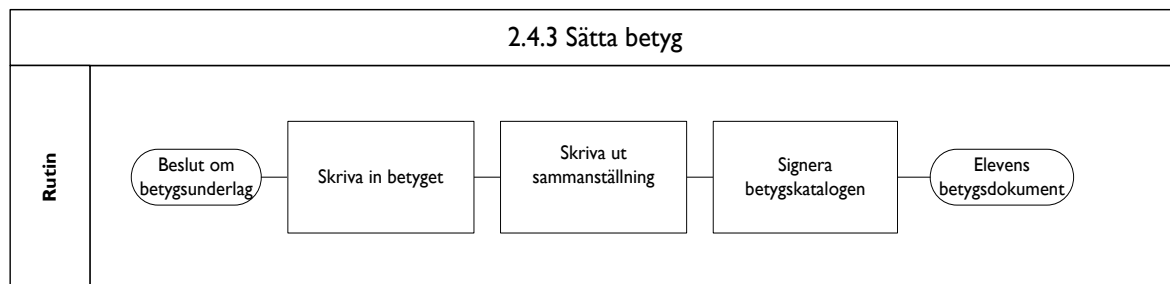 2.4.3 Sätta betyg
Rutin
Beslut om
betygsunderlag
Skriva in betyget
Skriva ut
sammanställning
Signera
betygskatalogen
Elevens
betygsdokument